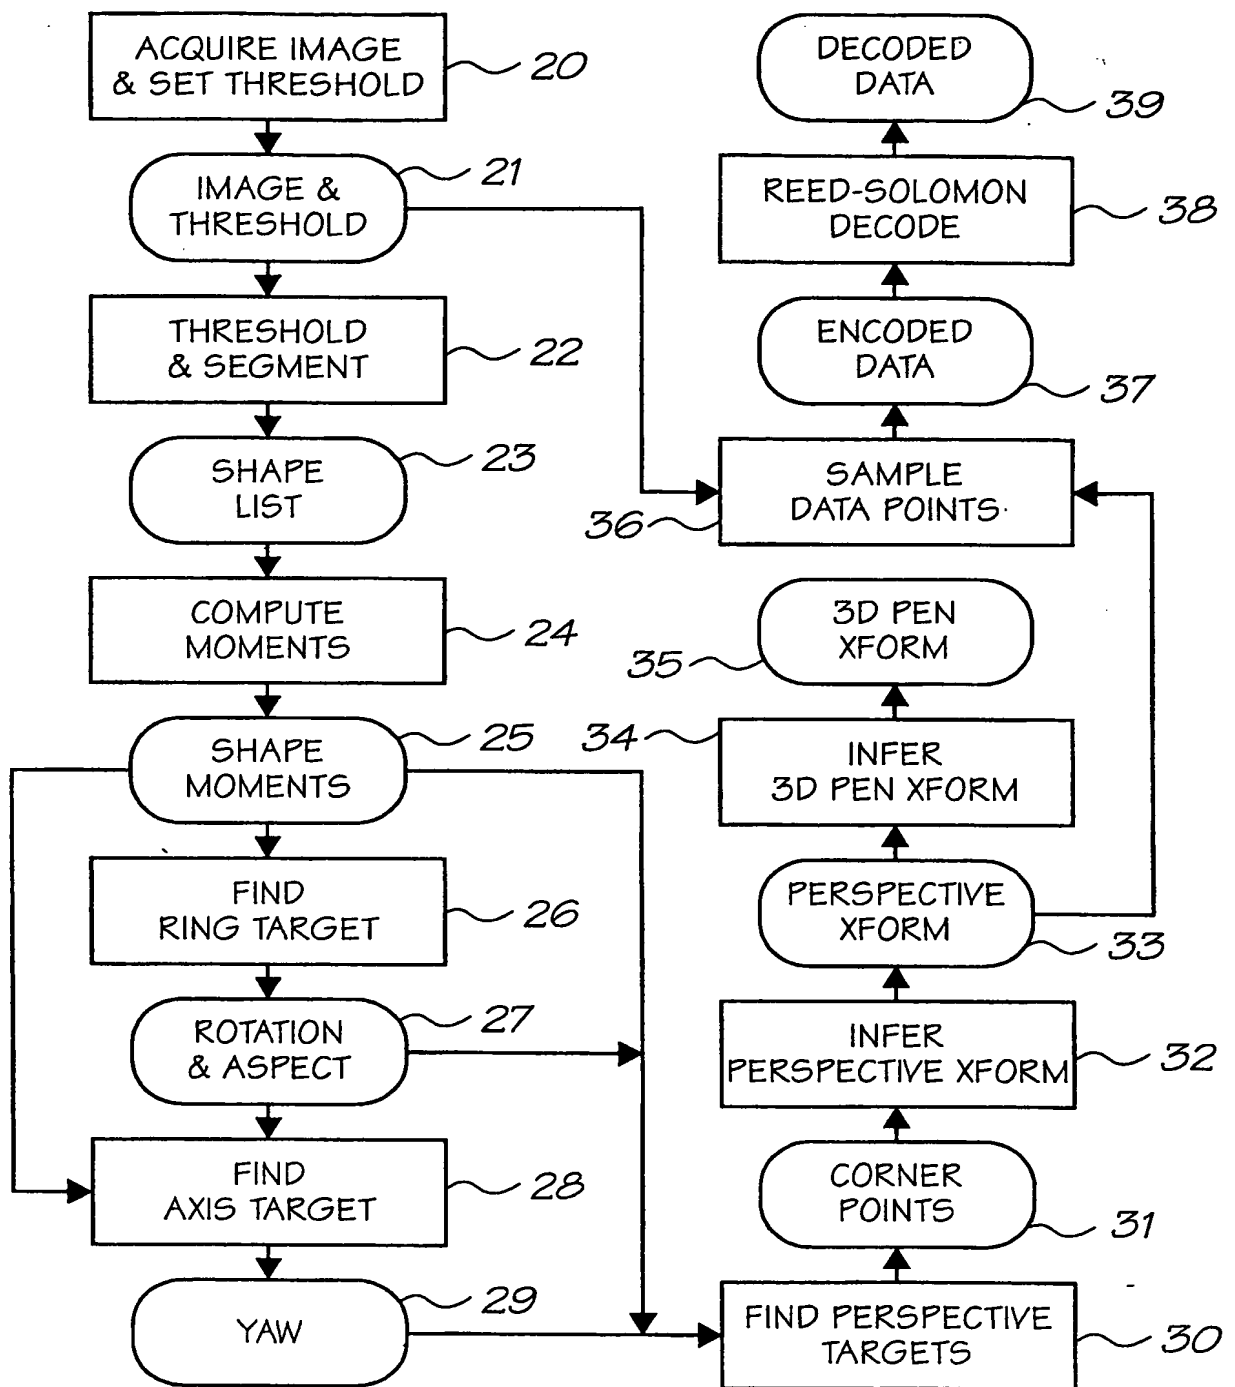 ACQUIRE IMAGE
& SET THRESHOLD
20
IMAGE &
THRESHOLD
21
THRESHOLD
& SEGMENT
22
SHAPE
LIST
23
COMPUTE
MOMENTS
24
SHAPE
MOMENTS
25
FIND
RING TARGET
26
ROTATION
& ASPECT
27
FIND
AXIS TARGET
28
YAW
29
DECODED
DATA
39
REED-SOLOMON
DECODE
38
ENCODED
DATA
37
SAMPLE
DATA POINTS
36
3D PEN
XFORM
35
INFER
3D PEN XFORM
34
PERSPECTIVE
XFORM
33
INFER
PERSPECTIVE XFORM
32
CORNER
POINTS
31
FIND PERSPECTIVE
TARGETS
30